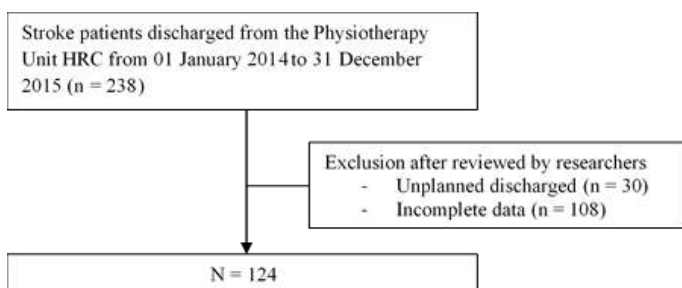 Stroke patients discharged from the Physiotherapy
Unit HRC from 01 January 2014 to 31 December
2015 (n = 238)
Exclusion after reviewed by researchers
- Unplanned discharged (n = 30)
- Incomplete data (n = 108)
N = 124